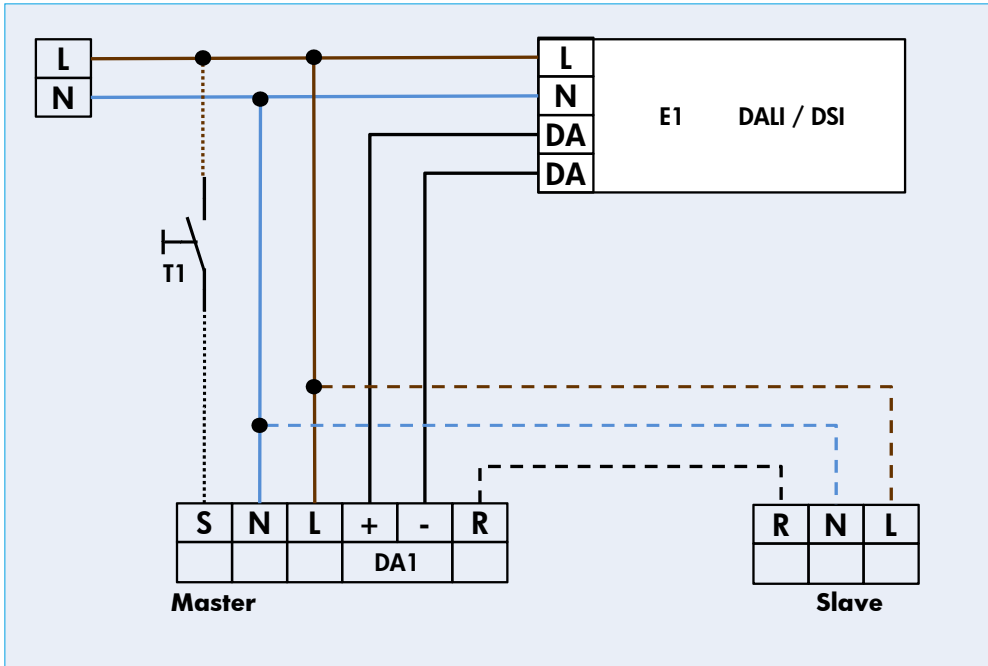 L
N
L
N
DA
DA
E1 DALI / DSI
T1
S N L + - R
DA1
Master
R N L
Slave